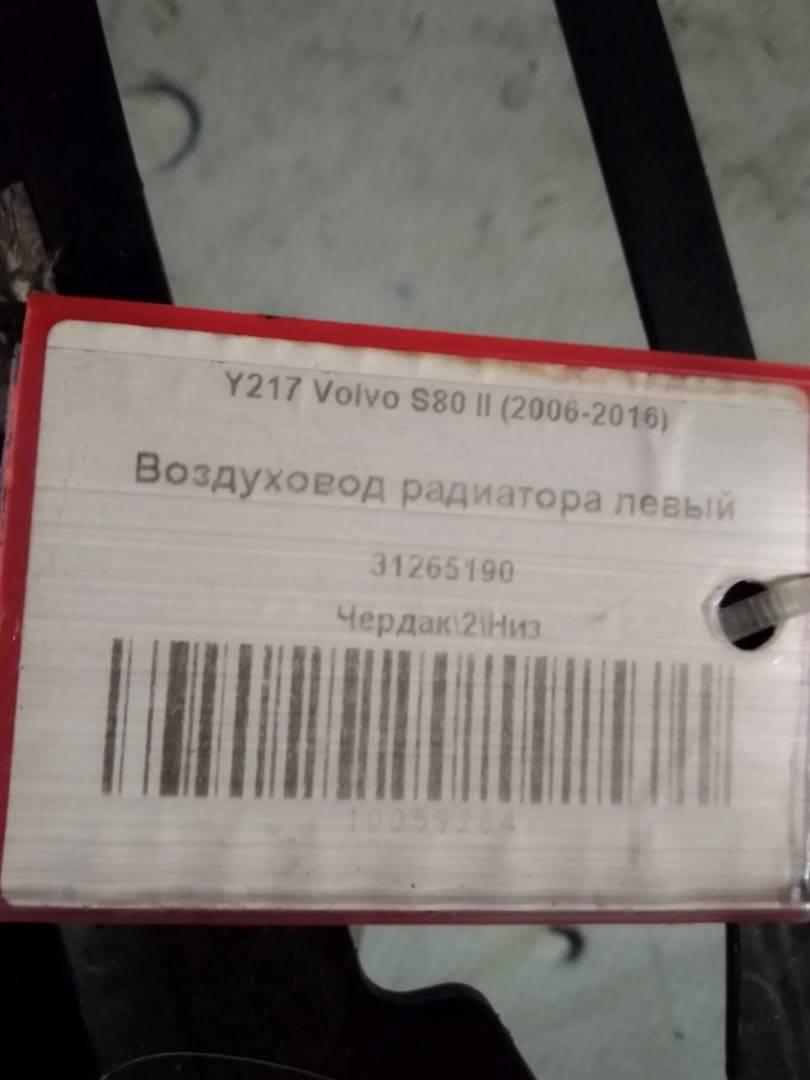 Y217 Volvo S80 II (2006-2016)
Воздуховод радиатора левый
31265190
Чердак\2\Низ
10059284